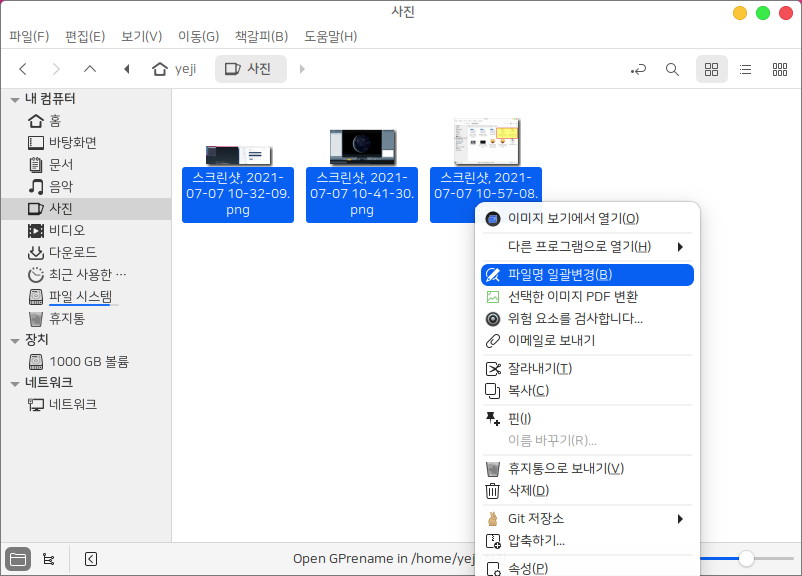 사진
파일(F) 편집(E) 보기(V) 이동(G) 책갈피(B) 도움말(H)
yeji 사진
내 컴퓨터
홈
바탕화면
문서
음악
사진
비디오
다운로드
최근 사용한 …
파일 시스템
휴지통
장치
1000 GB 볼륨
네트워크
네트워크
스크린샷, 2021-
07-07 10-32-09.
png
스크린샷, 2021-
07-07 10-41-30.
png
스크린샷, 2021-
07-07 10-57-08.
이미지 보기에서 열기(O)
다른 프로그램으로 열기(H)
파일명 일괄변경(B)
선택한 이미지 PDF 변환
위험 요소를 검사합니다...
이메일로 보내기
잘라내기(T)
복사(C)
핀(I)
이름 바꾸기(R)...
휴지통으로 보내기(V)
삭제(D)
Git 저장소
압축하기...
속성(P)
Open GPrename in /home/yej